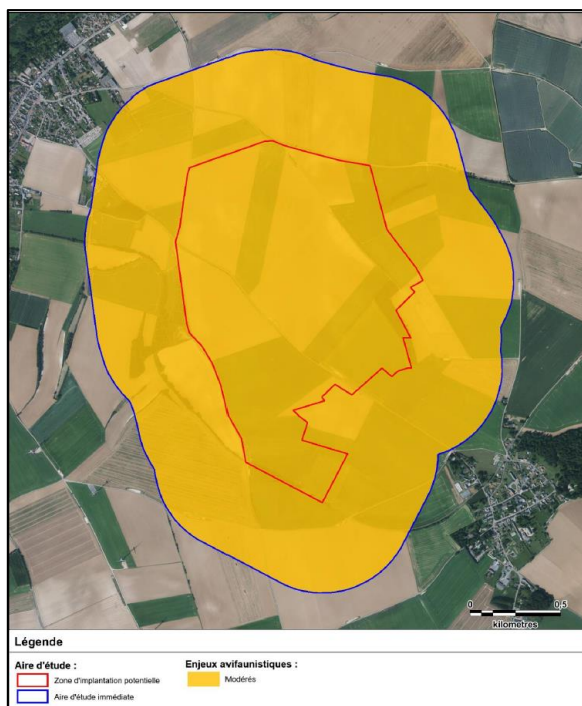 0 0,5
kilomètres
Légende
Aire d'étude :
Zone d'implantation potentielle
Aire d'étude immédiate
Enjeux avifaunistiques :
Modérés